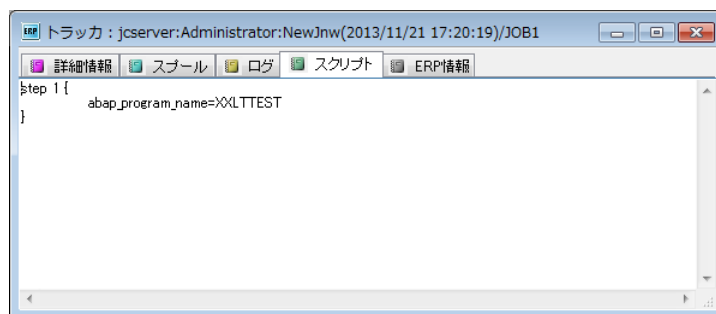 ERP トラッカ : jcserver:Administrator:NewJnw(2013/11/21 17:20:19)/JOB1
詳細情報 スプール ログ スクリプト ERP情報
step 1 {
abap_program_name=XXLTTEST
}